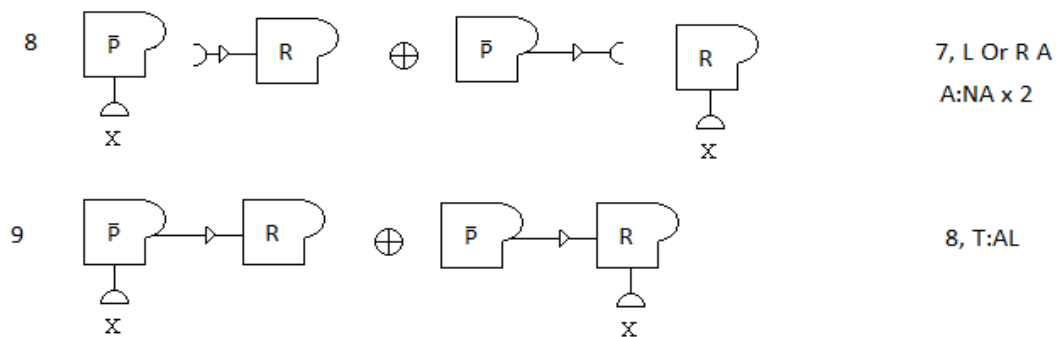 8 P̅ R ⊕ P̅ R 7, L Or R A
A:NA x 2
X X
9 P̅ R ⊕ P̅ R 8, T:AL
X X